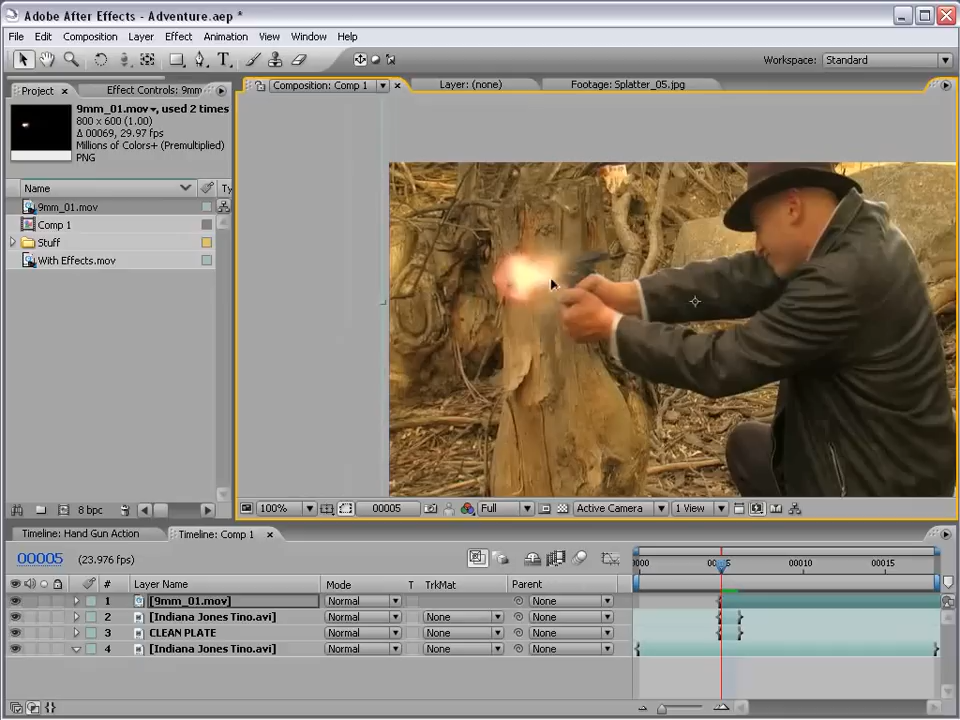 Adobe After Effects - Adventure.aep *
File Edit Composition Layer Effect Animation View Window Help
Workspace: Standard
Project Effect Controls: 9mm
Composition: Comp 1 Layer: (none) Footage: Splatter_05.jpg
9mm_01.mov, used 2 times
800 x 600 (1.00)
Δ 00069, 29.97 fps
Millions of Colors+ (Premultiplied)
PNG
Name Ty
9mm_01.mov
Comp 1
Stuff
With Effects.mov
8 bpc
100% 00005 Full Active Camera 1 View
Timeline: Hand Gun Action Timeline: Comp 1
00005 (23.976 fps)
0000 00005 00010 00015
# Layer Name Mode T TrkMat Parent
1 [9mm_01.mov] Normal None
2 [Indiana Jones Tino.avi] Normal None None
3 CLEAN PLATE Normal None None
4 [Indiana Jones Tino.avi] Normal None None